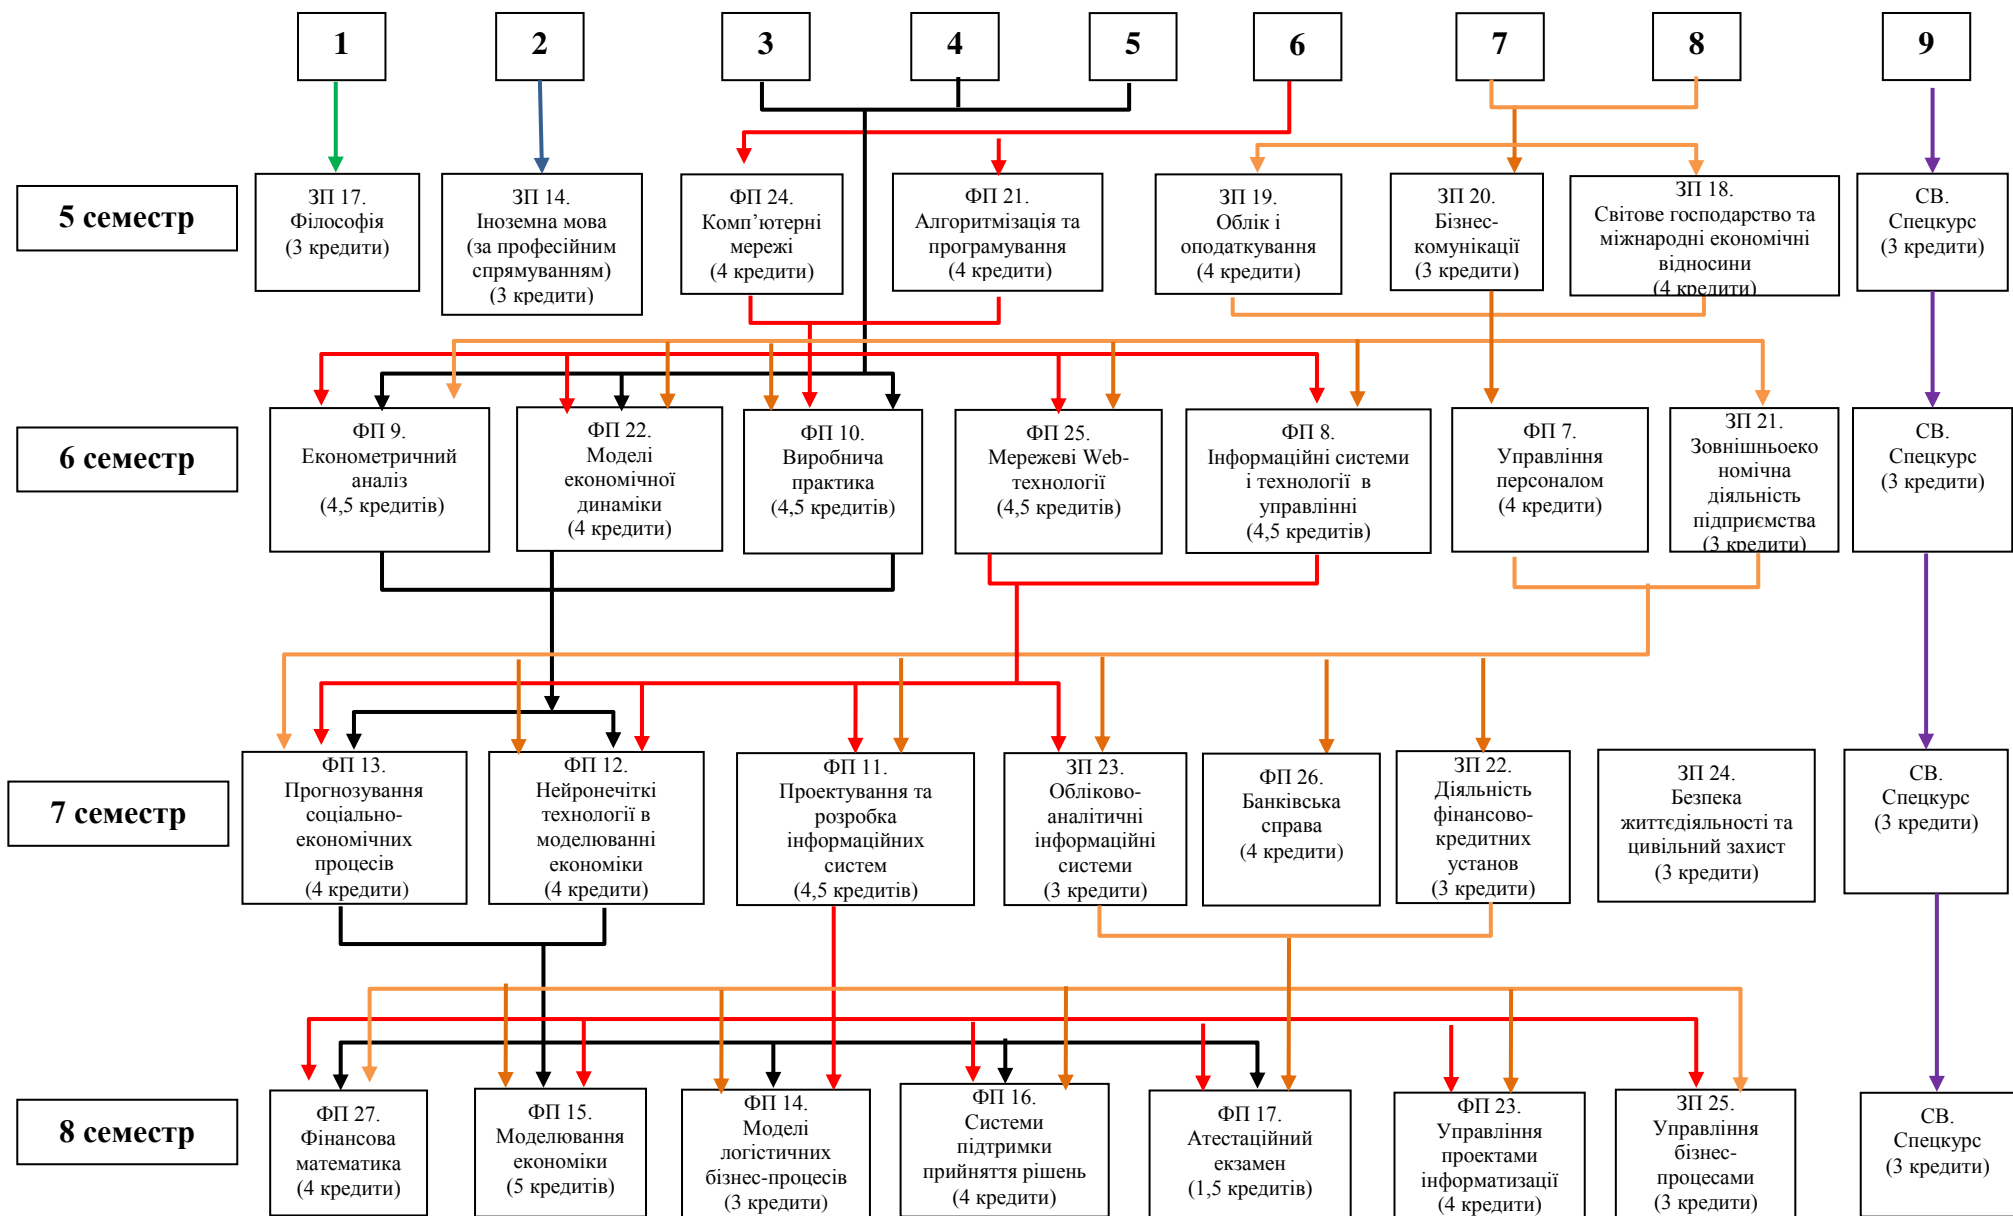 1
2
3
4
5
6
7
8
9
5 семестр
ЗП 17.
Філософія
(3 кредити)
ЗП 14.
Іноземна мова
(за професійним
спрямуванням)
(3 кредити)
ФП 24.
Комп’ютерні
мережі
(4 кредити)
ФП 21.
Алгоритмізація та
програмування
(4 кредити)
ЗП 19.
Облік і
оподаткування
(4 кредити)
ЗП 20.
Бізнес-
комунікації
(3 кредити)
ЗП 18.
Світове господарство та
міжнародні економічні
відносини
(4 кредити)
СВ.
Спецкурс
(3 кредити)
6 семестр
ФП 9.
Економетричний
аналіз
(4,5 кредитів)
ФП 22.
Моделі
економічної
динаміки
(4 кредити)
ФП 10.
Виробнича
практика
(4,5 кредитів)
ФП 25.
Мережеві Web-
технології
(4,5 кредитів)
ФП 8.
Інформаційні системи
і технології в
управлінні
(4,5 кредитів)
ФП 7.
Управління
персоналом
(4 кредити)
ЗП 21.
Зовнішньоеко
номічна
діяльність
підприємства
(3 кредити)
СВ.
Спецкурс
(3 кредити)
7 семестр
ФП 13.
Прогнозування
соціально-
економічних
процесів
(4 кредити)
ФП 12.
Нейронечіткі
технології в
моделюванні
економіки
(4 кредити)
ФП 11.
Проектування та
розробка
інформаційних
систем
(4,5 кредитів)
ЗП 23.
Обліково-
аналітичні
інформаційні
системи
(3 кредити)
ФП 26.
Банківська
справа
(4 кредити)
ЗП 22.
Діяльність
фінансово-
кредитних
установ
(3 кредити)
ЗП 24.
Безпека
життєдіяльності та
цивільний захист
(3 кредити)
СВ.
Спецкурс
(3 кредити)
8 семестр
ФП 27.
Фінансова
математика
(4 кредити)
ФП 15.
Моделювання
економіки
(5 кредитів)
ФП 14.
Моделі
логістичних
бізнес-процесів
(3 кредити)
ФП 16.
Системи
підтримки
прийняття рішень
(4 кредити)
ФП 17.
Атестаційний
екзамен
(1,5 кредитів)
ФП 23.
Управління
проектами
інформатизації
(4 кредити)
ЗП 25.
Управління
бізнес-
процесами
(3 кредити)
СВ.
Спецкурс
(3 кредити)